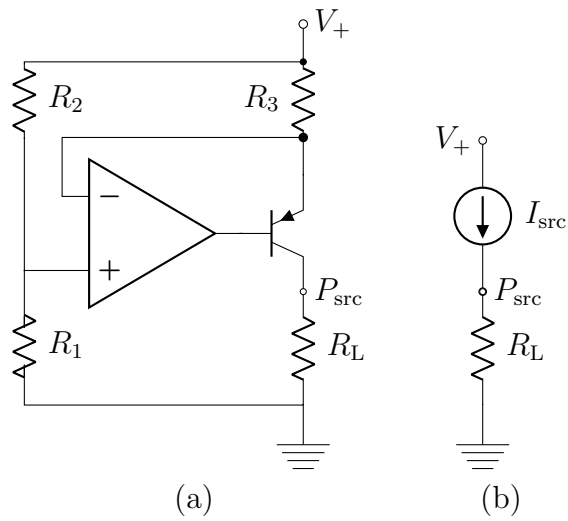 V+
R2
R3
−
+
Psrc
R1
RL
(a)
V+
Isrc
Psrc
RL
(b)